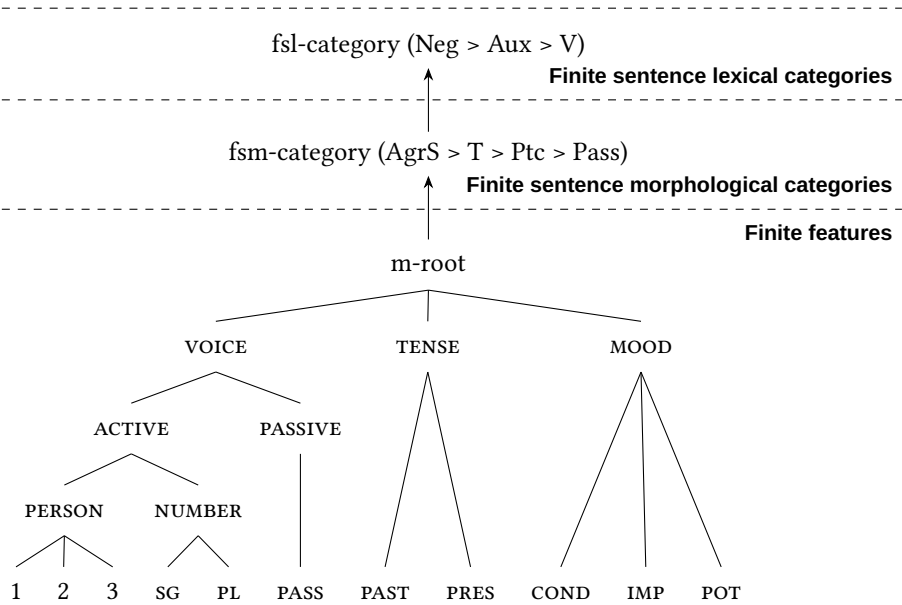 fsl-category (Neg > Aux > V)
Finite sentence lexical categories
fsm-category (AgrS > T > Ptc > Pass)
Finite sentence morphological categories
Finite features
m-root
VOICE TENSE MOOD
ACTIVE PASSIVE
PERSON NUMBER
1 2 3 SG PL PASS PAST PRES COND IMP POT